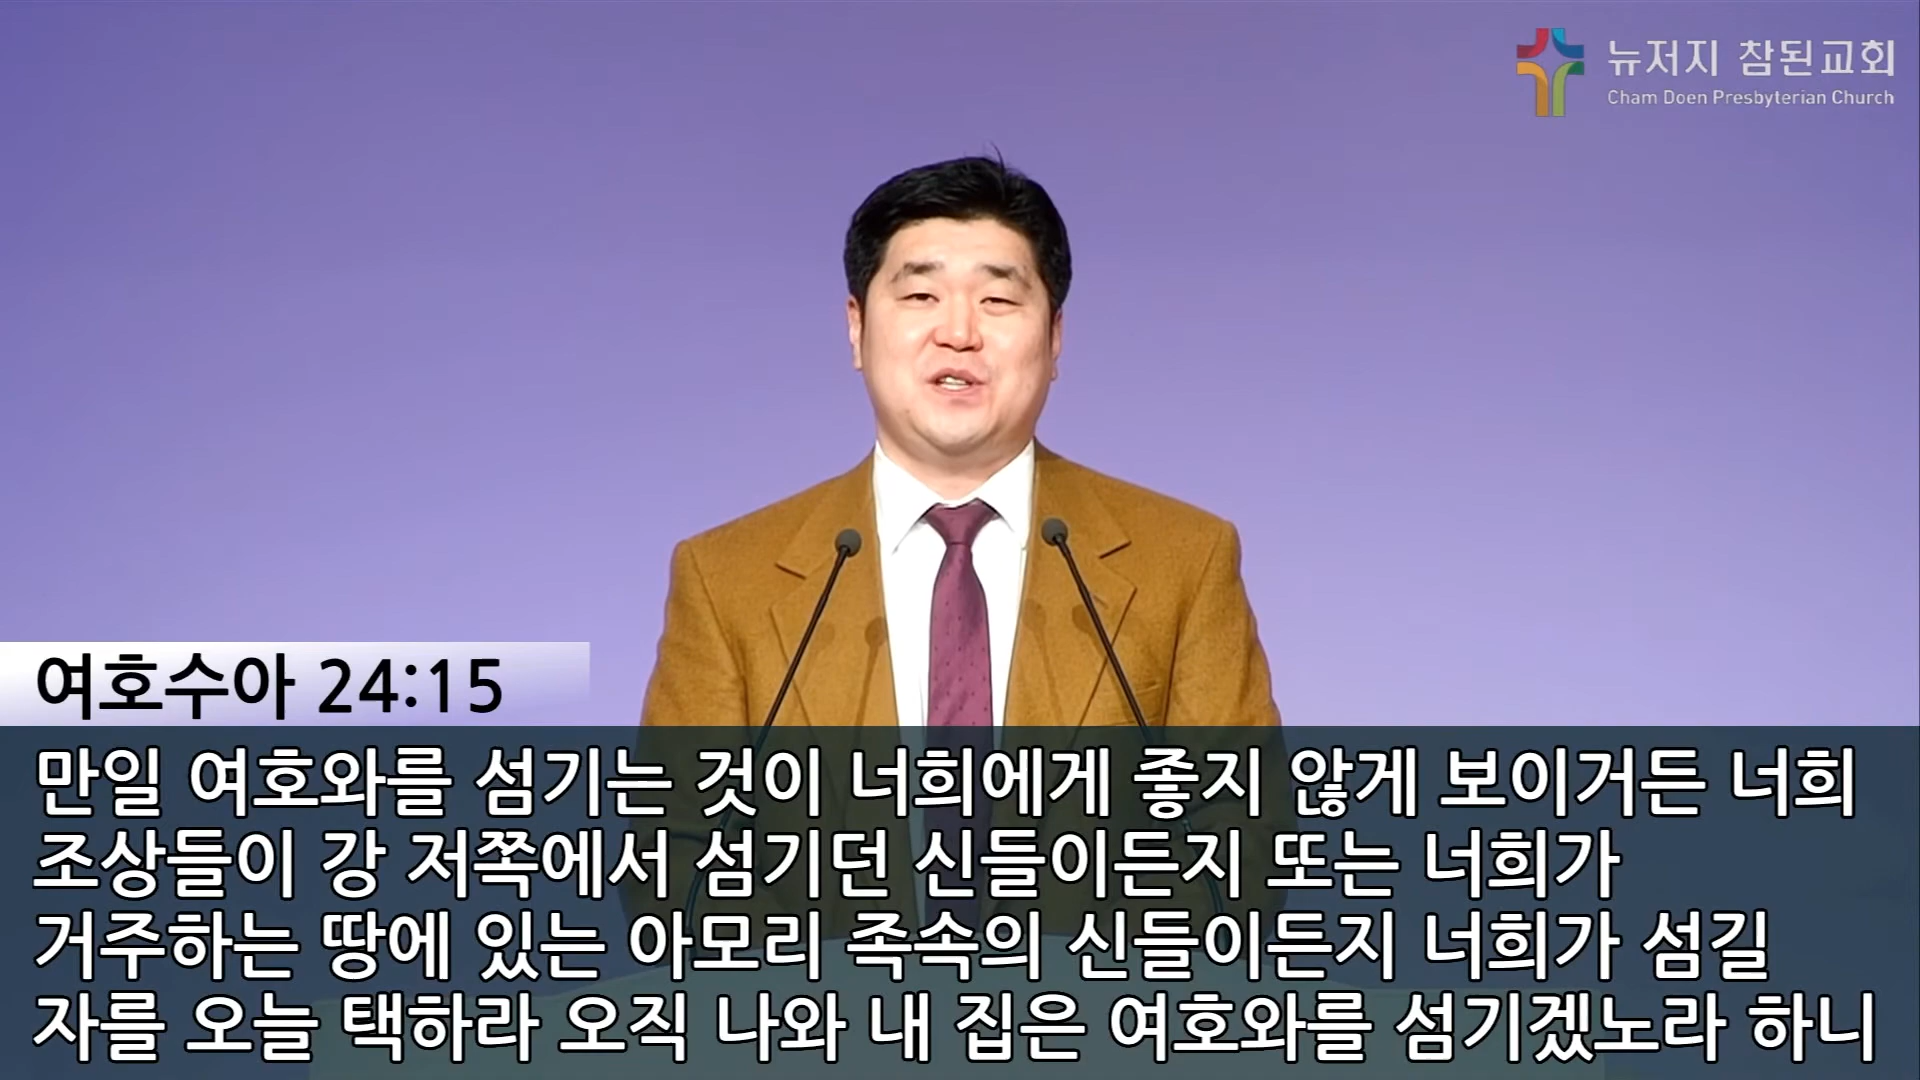 뉴저지 참된교회
Cham Doen Presbyterian Church
여호수아 24:15
만일 여호와를 섬기는 것이 너희에게 좋지 않게 보이거든 너희
조상들이 강 저쪽에서 섬기던 신들이든지 또는 너희가
거주하는 땅에 있는 아모리 족속의 신들이든지 너희가 섬길
자를 오늘 택하라 오직 나와 내 집은 여호와를 섬기겠노라 하니